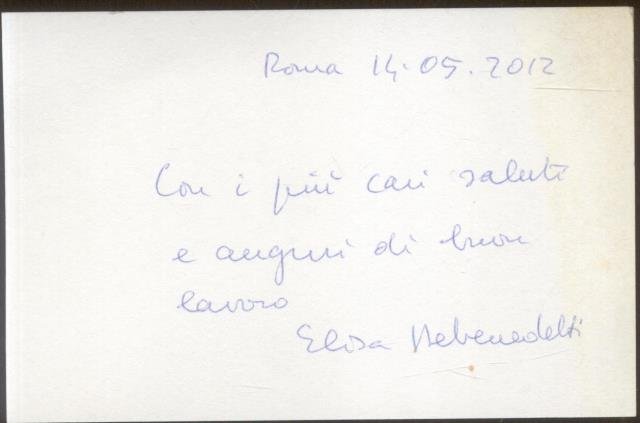 Roma 14.05.2012
Con i più cari saluti
e auguri di buon
lavoro
Elisa Debenedetti